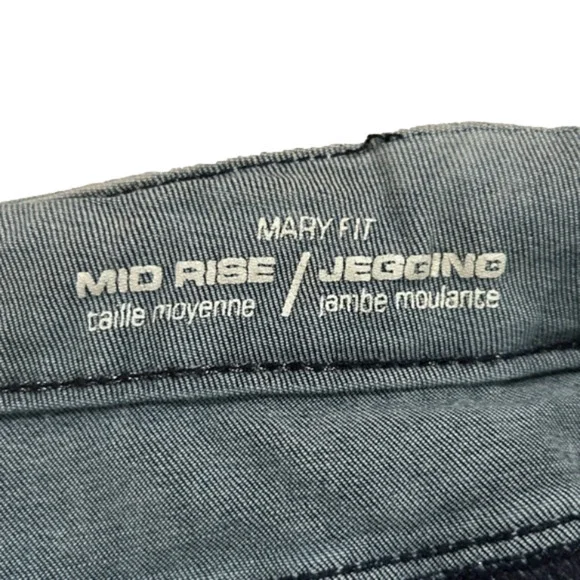 MARY FIT
MID RISE / JEGGING
taille moyenne / jambe moulante